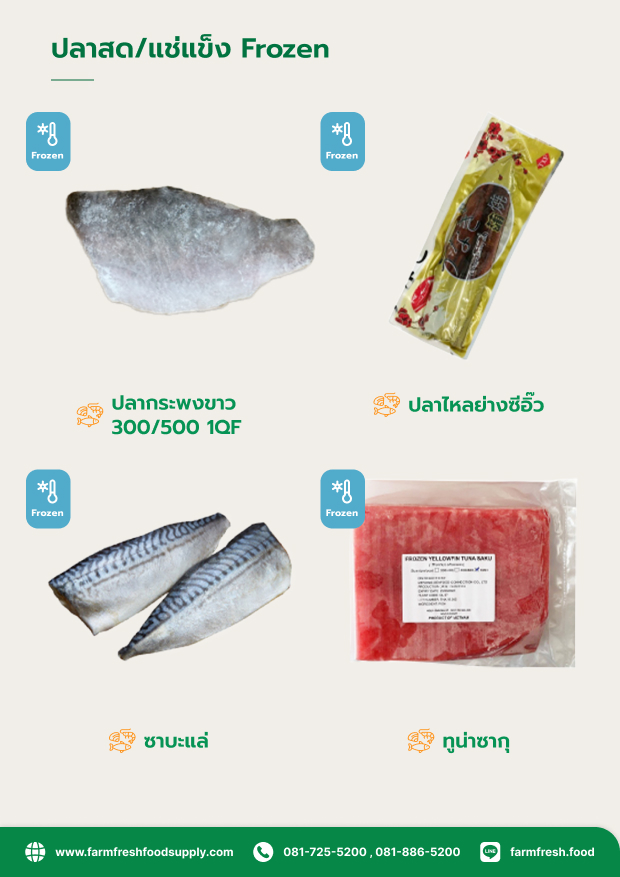 ปลาสด/แช่แข็ง Frozen
Frozen
Frozen
ปลากระพงขาว
300/500 1QF
ปลาไหลย่างซีอิ๊ว
Frozen
Frozen
FROZEN YELLOWFIN TUNA SAKU
PRODUCT OF VIETNAM
ซาบะแล่
ทูน่าซากุ
www.farmfreshfoodsupply.com
081-725-5200 , 081-886-5200
LINE
farmfresh.food